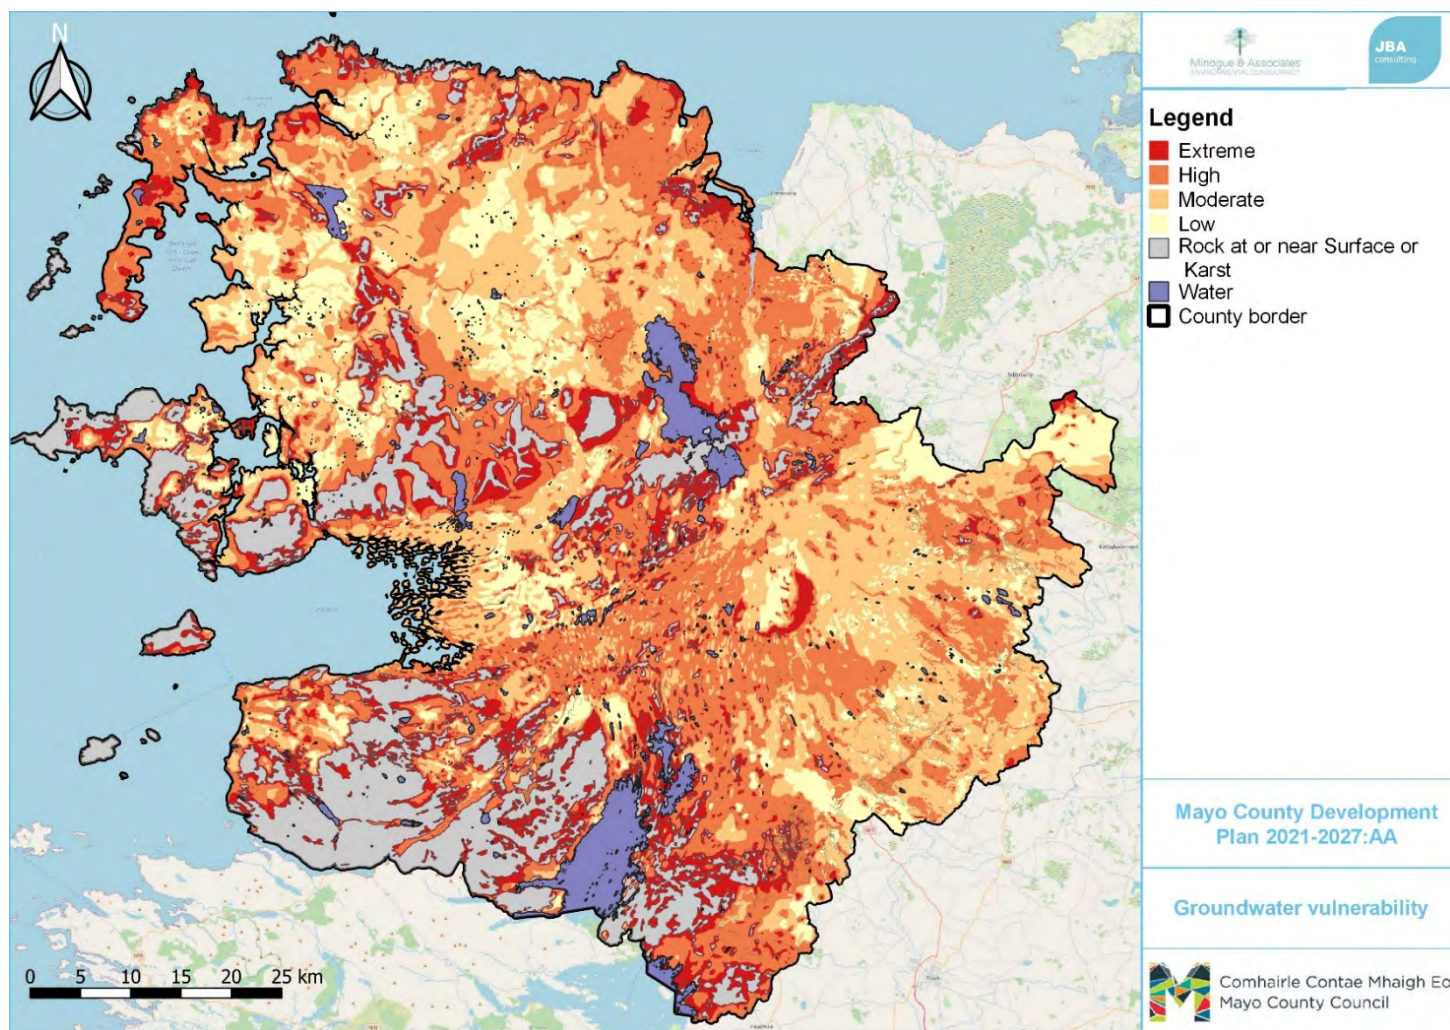 N
Minogue & Associates
ENVIRONMENTAL CONSULTANCY
JBA
consulting
Legend
Extreme
High
Moderate
Low
Rock at or near Surface or
Karst
Water
County border
0 5 10 15 20 25 km
Mayo County Development
Plan 2021-2027:AA
Groundwater vulnerability
Comhairle Contae Mhaigh Eo
Mayo County Council